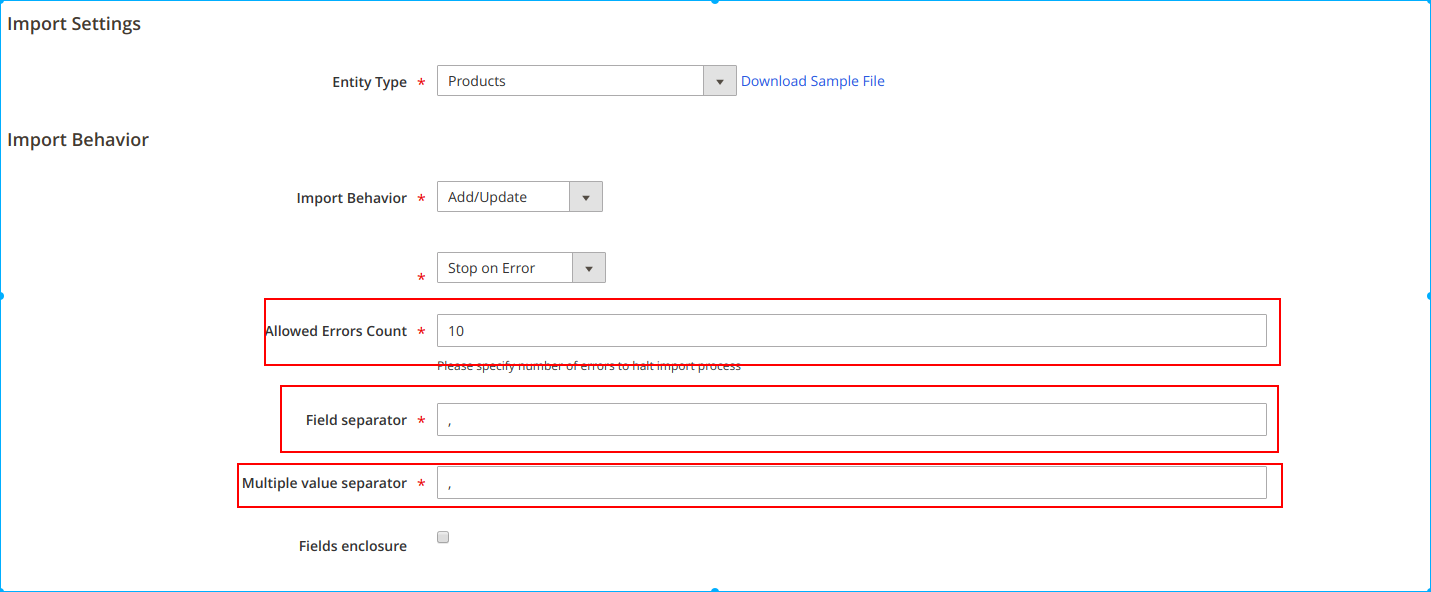 Import Settings
Entity Type * Products Download Sample File
Import Behavior
Import Behavior * Add/Update
* Stop on Error
Allowed Errors Count * 10
Please specify number of errors to halt import process
Field separator * ,
Multiple value separator * ,
Fields enclosure